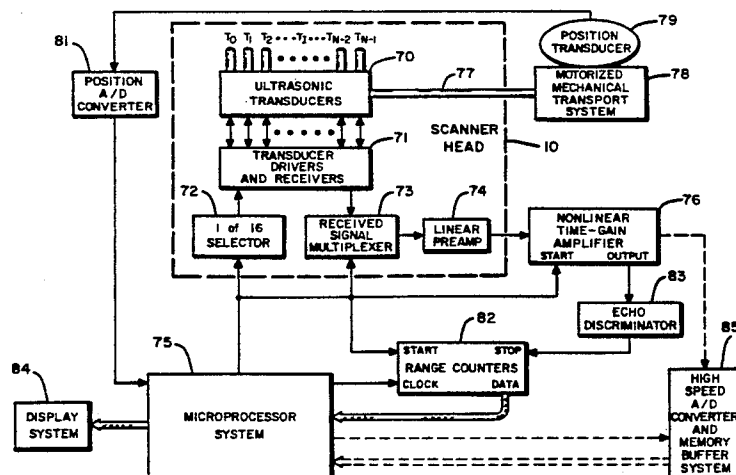 81
POSITION
A/D
CONVERTER
T0 T1 T2 ···· TI ···· TN-2 TN-1
70
ULTRASONIC
TRANSDUCERS
77
79
POSITION
TRANSDUCER
MOTORIZED
MECHANICAL
TRANSPORT
SYSTEM
78
71
TRANSDUCER
DRIVERS
AND RECEIVERS
SCANNER
HEAD
10
72
1 of 16
SELECTOR
73
RECEIVED
SIGNAL
MULTIPLEXER
74
LINEAR
PREAMP
76
NONLINEAR
TIME-GAIN
AMPLIFIER
START OUTPUT
83
ECHO
DISCRIMINATOR
82
START STOP
RANGE COUNTERS
CLOCK DATA
75
MICROPROCESSOR
SYSTEM
84
DISPLAY
SYSTEM
85
HIGH
SPEED
A/D
CONVERTER
AND
MEMORY
BUFFER
SYSTEM